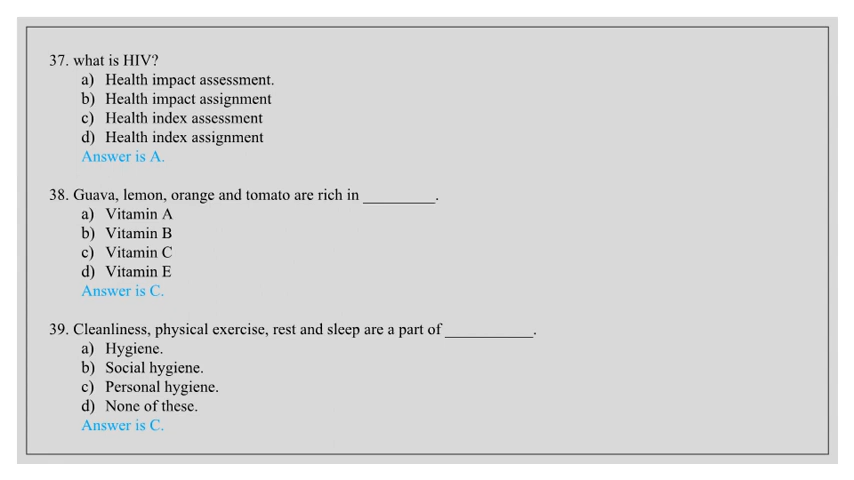 37. what is HIV?
a) Health impact assessment.
b) Health impact assignment
c) Health index assessment
d) Health index assignment
Answer is A.
38. Guava, lemon, orange and tomato are rich in _________.
a) Vitamin A
b) Vitamin B
c) Vitamin C
d) Vitamin E
Answer is C.
39. Cleanliness, physical exercise, rest and sleep are a part of ___________.
a) Hygiene.
b) Social hygiene.
c) Personal hygiene.
d) None of these.
Answer is C.